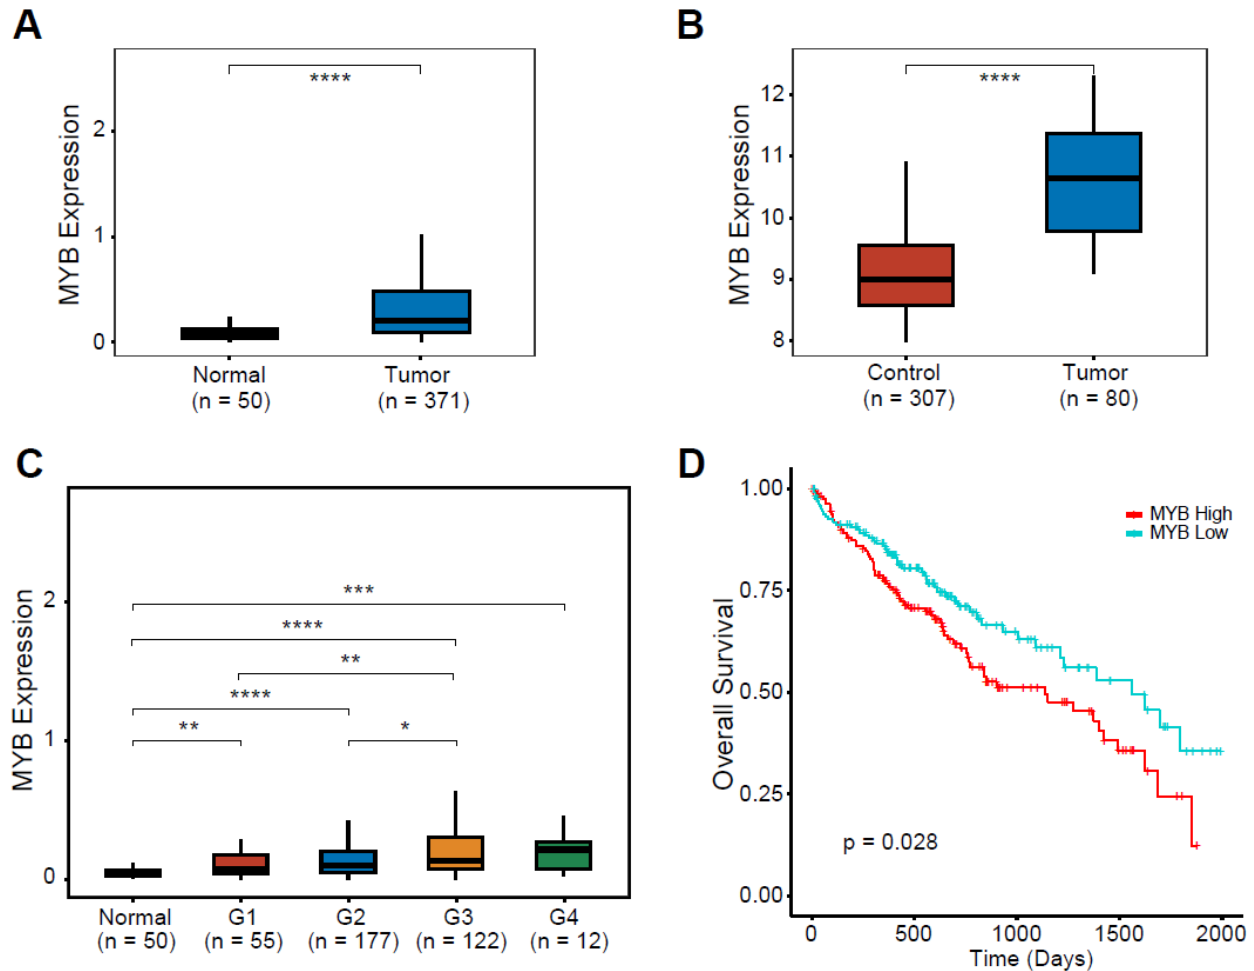 A
MYB Expression
2
1
0
****
Normal
(n = 50)
Tumor
(n = 371)
B
MYB Expression
12
11
10
9
8
****
Control
(n = 307)
Tumor
(n = 80)
C
MYB Expression
2
1
0
***
****
**
****
**
*
Normal
(n = 50)
G1
(n = 55)
G2
(n = 177)
G3
(n = 122)
G4
(n = 12)
D
Overall Survival
1.00
0.75
0.50
0.25
0.00
MYB High
MYB Low
p = 0.028
0
500
1000
1500
2000
Time (Days)